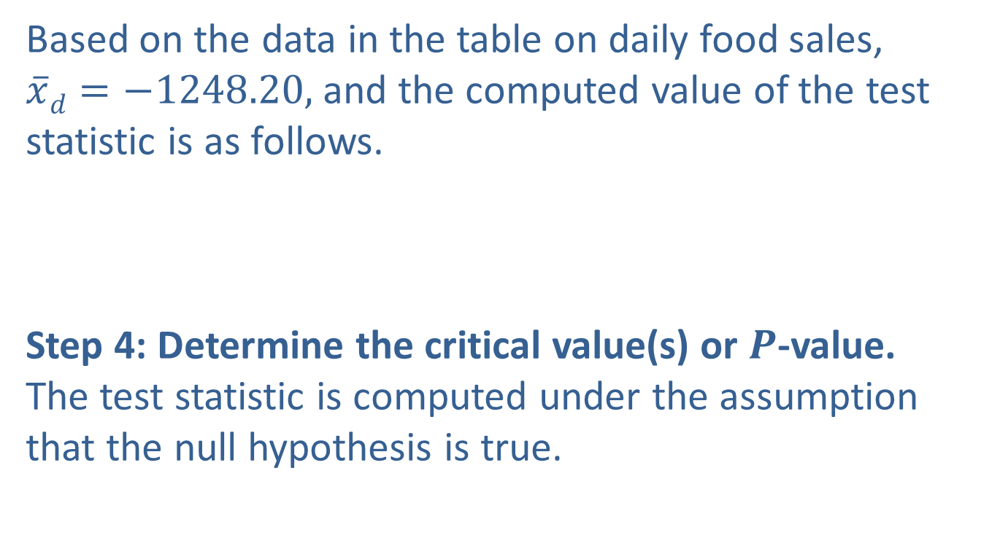 Based on the data in the table on daily food sales,
x̄_d = −1248.20, and the computed value of the test
statistic is as follows.
Step 4: Determine the critical value(s) or P-value.
The test statistic is computed under the assumption
that the null hypothesis is true.